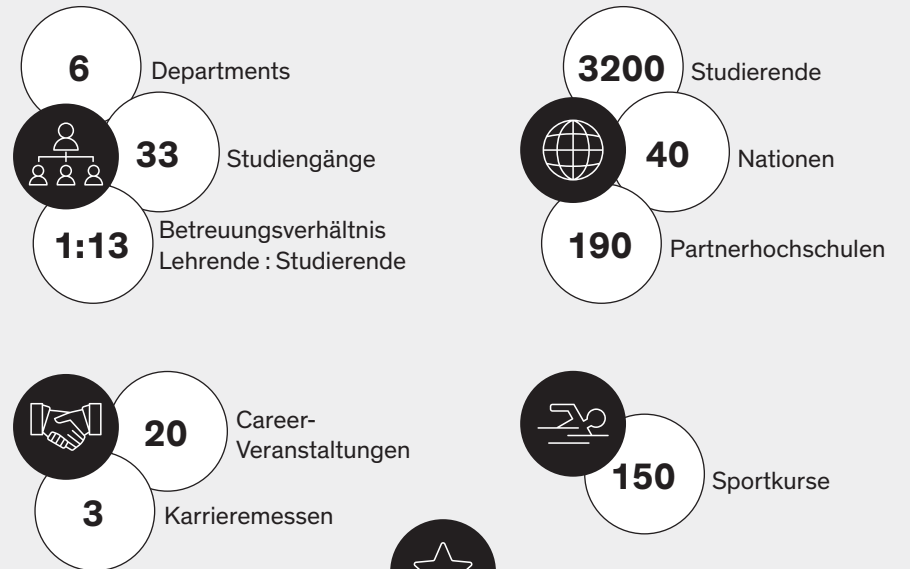 6 Departments
33 Studiengänge
1:13 Betreuungsverhältnis
Lehrende : Studierende
3200 Studierende
40 Nationen
190 Partnerhochschulen
20 Career-
Veranstaltungen
3 Karrieremessen
150 Sportkurse